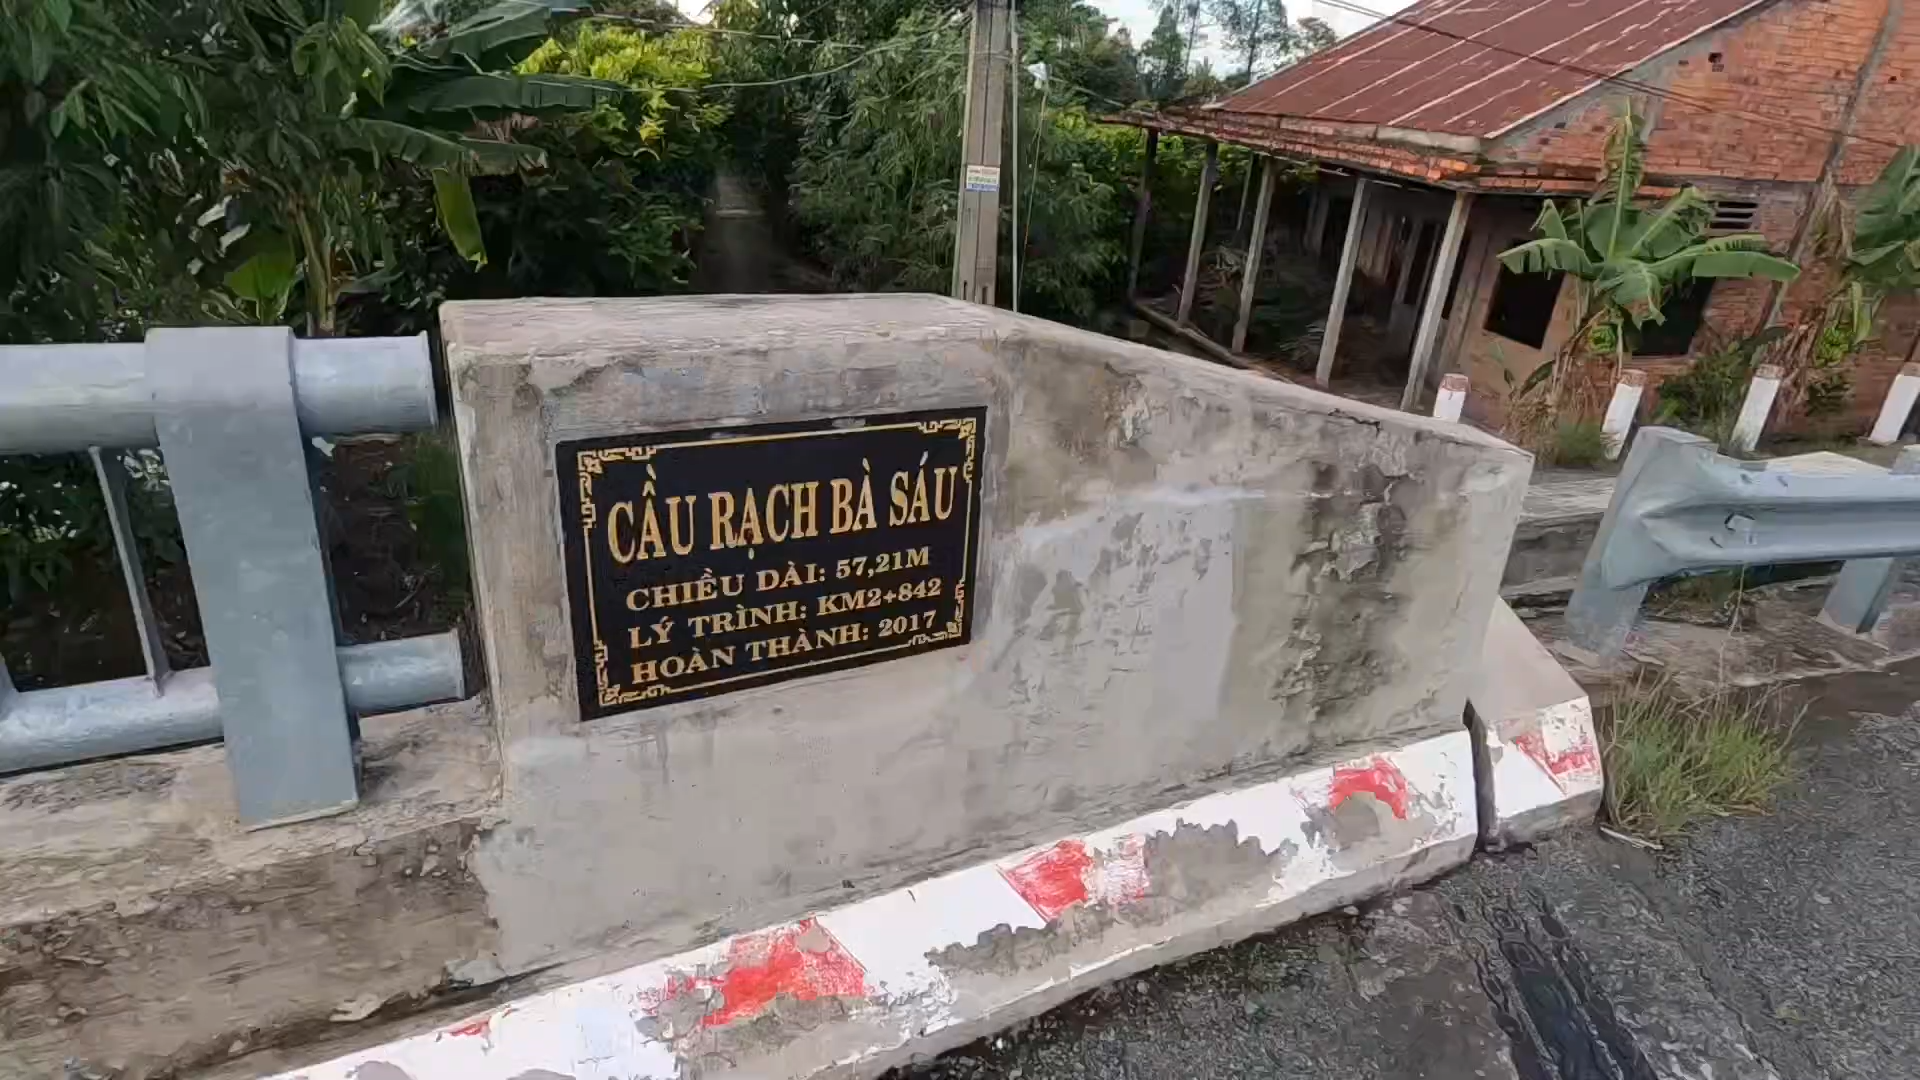 CẦU RẠCH BÀ SÁU
CHIỀU DÀI: 57,21M
LÝ TRÌNH: KM2+842
HOÀN THÀNH: 2017